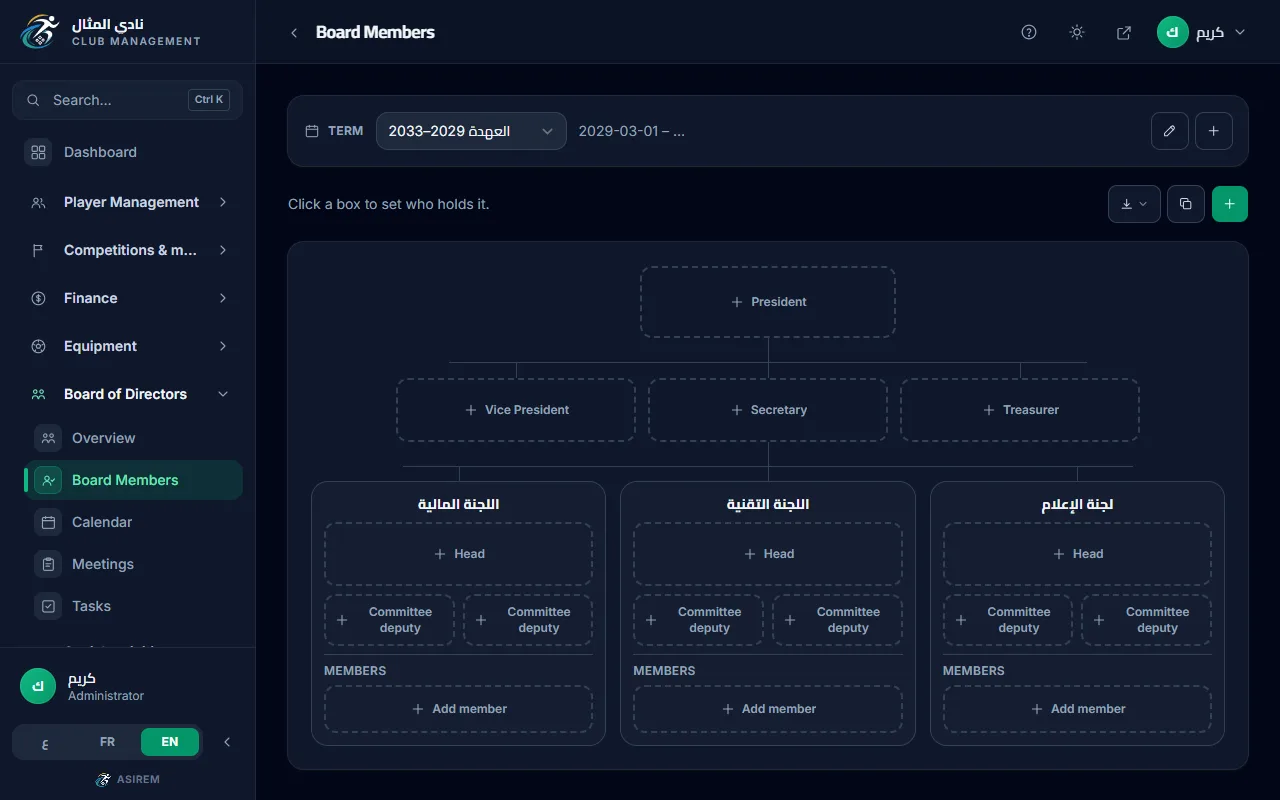 نادي المثال
CLUB MANAGEMENT
Search...
Ctrl K
Dashboard
Player Management
Competitions & m...
Finance
Equipment
Board of Directors
Overview
Board Members
Calendar
Meetings
Tasks
ك
كريم
Administrator
ع
FR
EN
ASIREM
Board Members
ك
كريم
TERM
العهدة 2029–2033
2029-03-01 – ...
Click a box to set who holds it.
President
Vice President
Secretary
Treasurer
اللجنة المالية
Head
Committee deputy
Committee deputy
MEMBERS
Add member
اللجنة التقنية
Head
Committee deputy
Committee deputy
MEMBERS
Add member
لجنة الإعلام
Head
Committee deputy
Committee deputy
MEMBERS
Add member